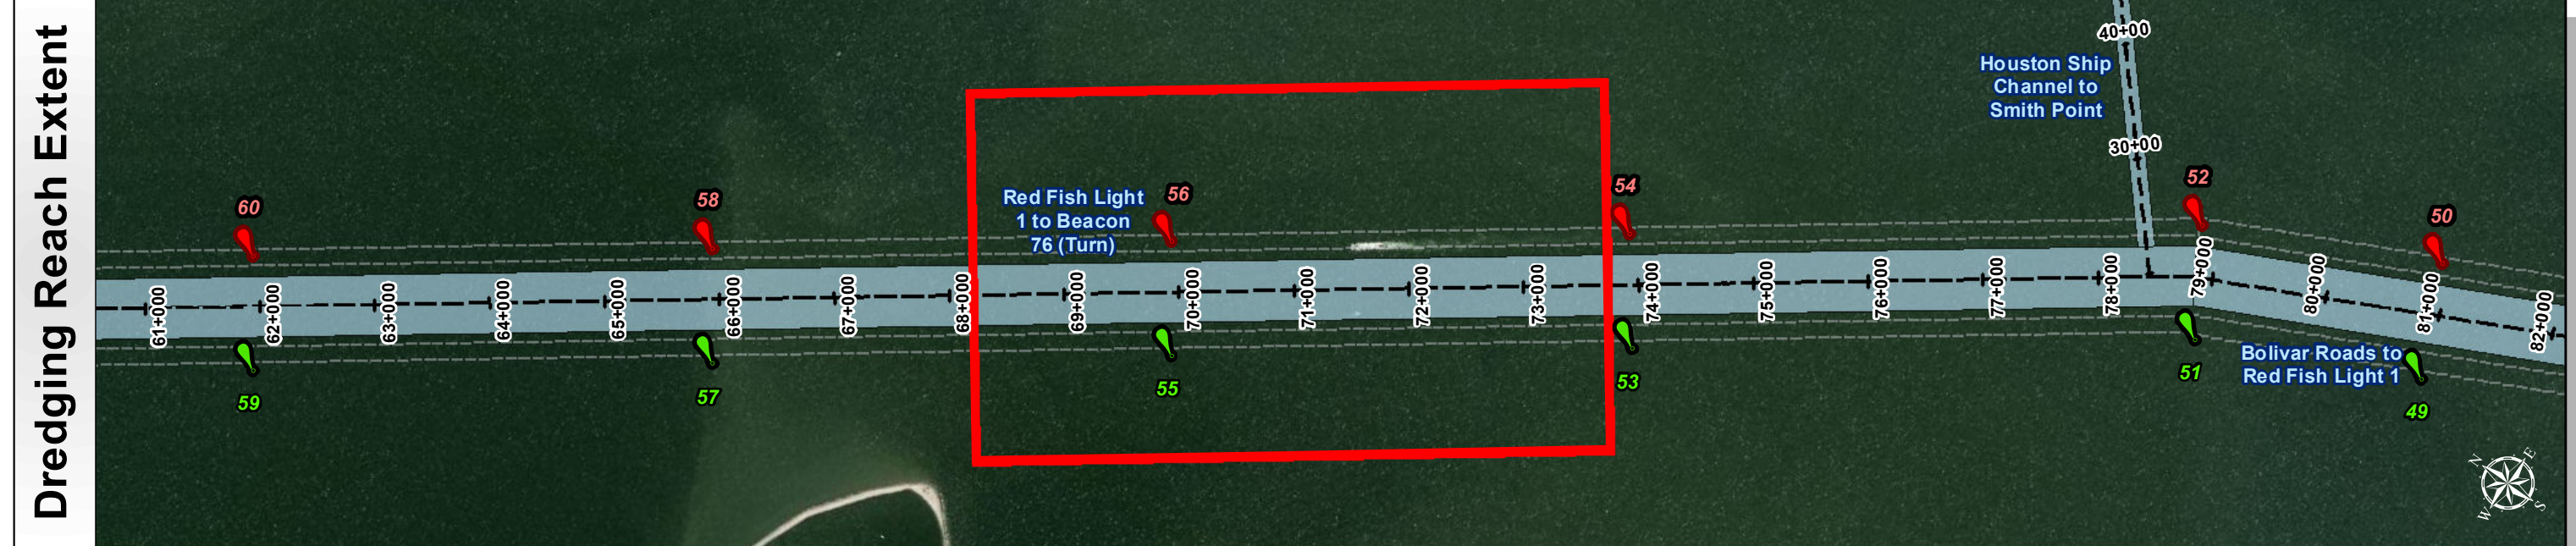 Dredging Reach Extent
40+00
Houston Ship
Channel to
Smith Point
30+00
60
58
Red Fish Light
1 to Beacon
76 (Turn)
56
54
52
50
61+000
62+000
63+000
64+000
65+000
66+000
67+000
68+000
69+000
70+000
71+000
72+000
73+000
74+000
75+000
76+000
77+000
78+000
79+000
80+000
81+000
82+000
59
57
55
53
51
Bolivar Roads to
Red Fish Light 1
49
N
E
W
S